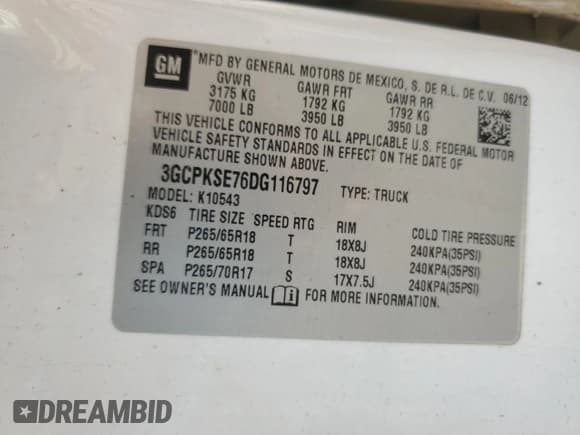 GM
*MFD BY GENERAL MOTORS DE MEXICO, S. DE R.L. DE C.V. 06/12
GVWR GAWR FRT GAWR RR
3175 KG 1792 KG 1792 KG
7000 LB 3950 LB 3950 LB
THIS VEHICLE CONFORMS TO ALL APPLICABLE U.S. FEDERAL MOTOR
VEHICLE SAFETY STANDARDS IN EFFECT ON THE DATE OF
MANUFACTURE SHOWN ABOVE.
3GCPKSE76DG116797 TYPE: TRUCK
MODEL: K10543
KDS6 TIRE SIZE SPEED RTG RIM COLD TIRE PRESSURE
FRT P265/65R18 T 18X8J 240KPA(35PSI)
RR P265/65R18 T 18X8J 240KPA(35PSI)
SPA P265/70R17 S 17X7.5J 240KPA(35PSI)
SEE OWNER'S MANUAL FOR MORE INFORMATION.
DREAMBID